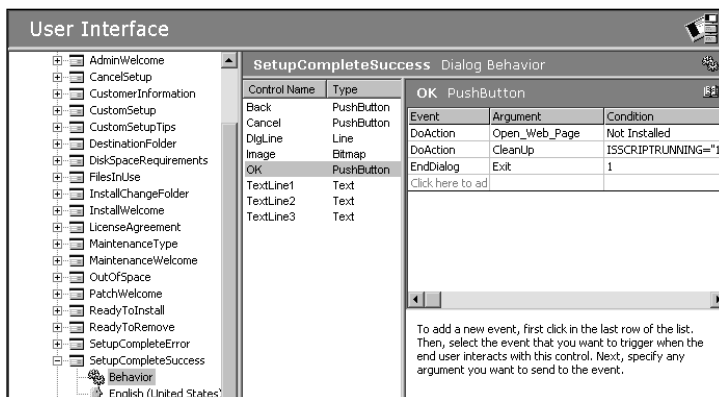 User Interface
AdminWelcome
CancelSetup
CustomerInformation
CustomSetup
CustomSetupTips
DestinationFolder
DiskSpaceRequirements
FilesInUse
InstallChangeFolder
InstallWelcome
LicenseAgreement
MaintenanceType
MaintenanceWelcome
OutOfSpace
PatchWelcome
ReadyToInstall
ReadyToRemove
SetupCompleteError
SetupCompleteSuccess
Behavior
English (United States)
SetupCompleteSuccess Dialog Behavior
Control Name Type
Back PushButton
Cancel PushButton
DlgLine Line
Image Bitmap
OK PushButton
TextLine1 Text
TextLine2 Text
TextLine3 Text
OK PushButton
Event Argument Condition
DoAction Open_Web_Page Not Installed
DoAction CleanUp ISSCRIPTRUNNING="1
EndDialog Exit 1
Click here to ad
To add a new event, first click in the last row of the list.
Then, select the event that you want to trigger when the
end user interacts with this control. Next, specify any
argument you want to send to the event.